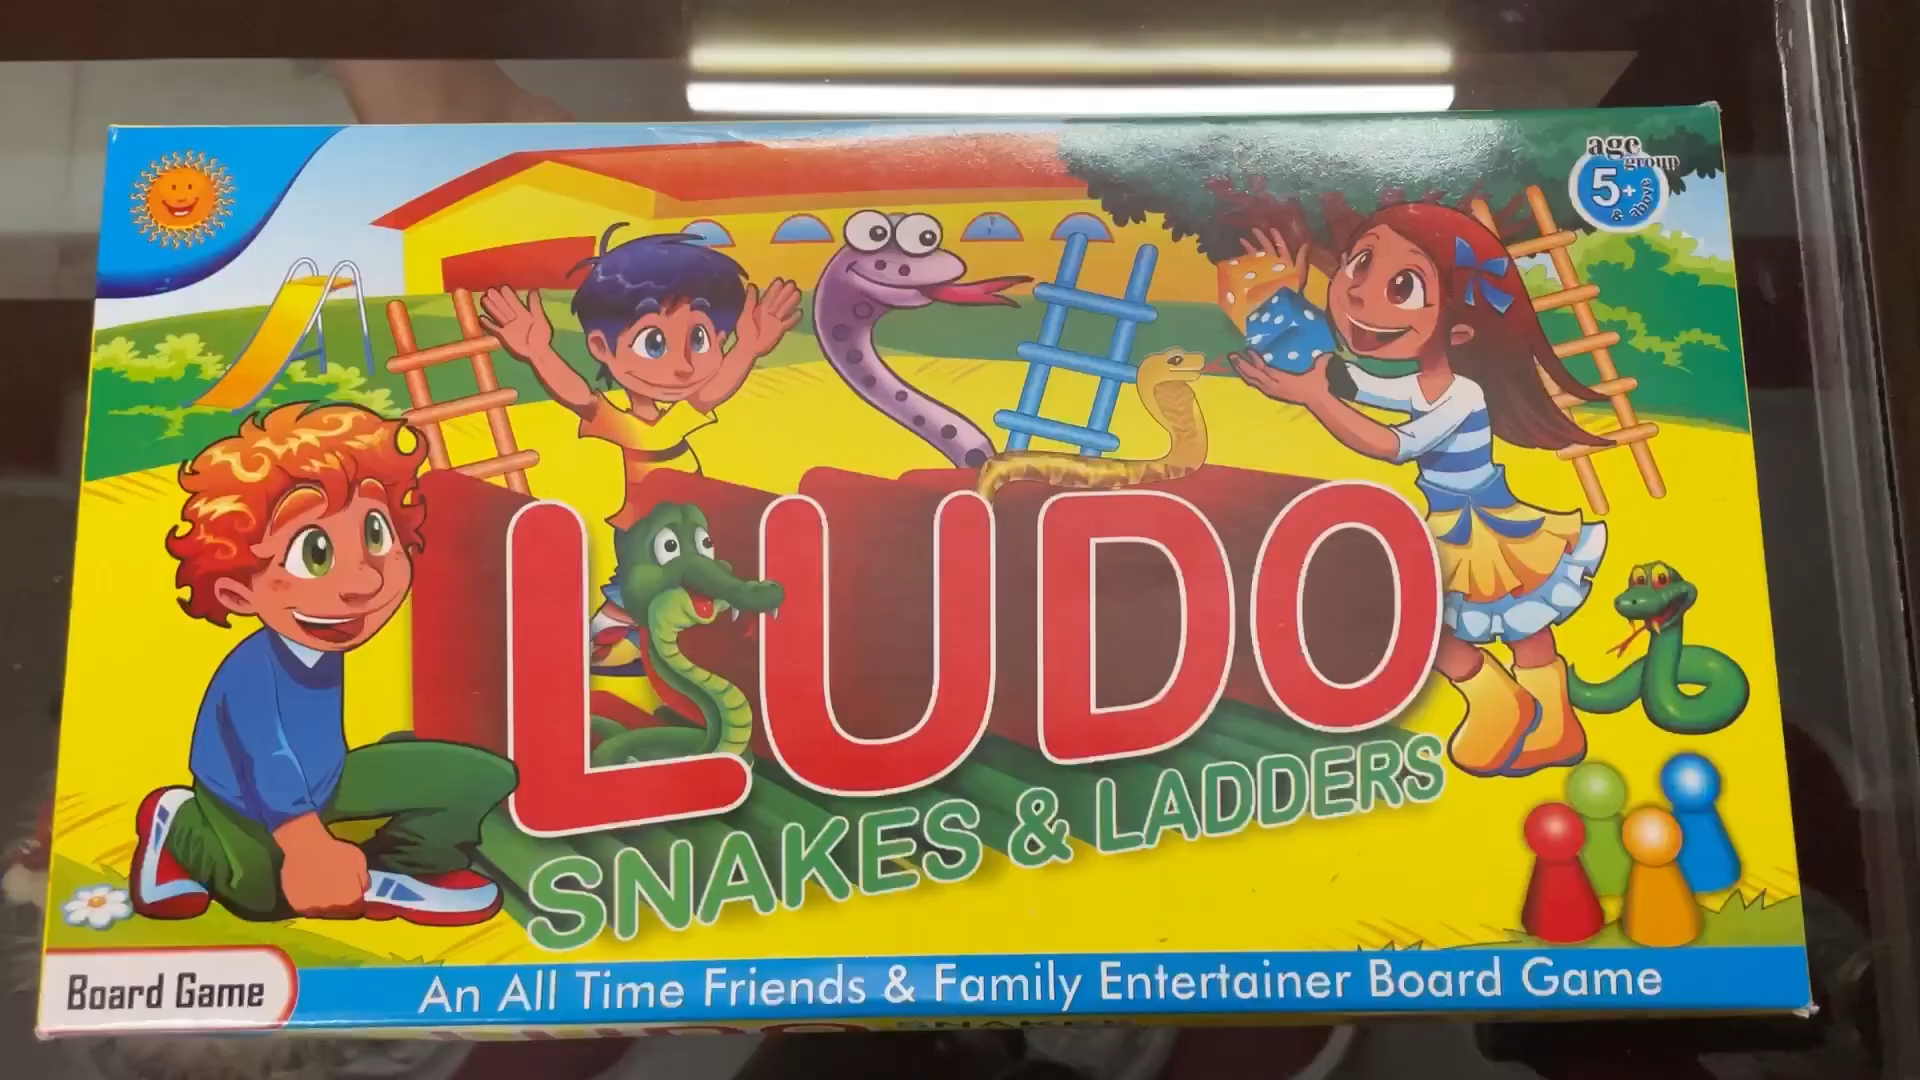 age
group
5+
& above
LUDO
SNAKES & LADDERS
Board Game
An All Time Friends & Family Entertainer Board Game